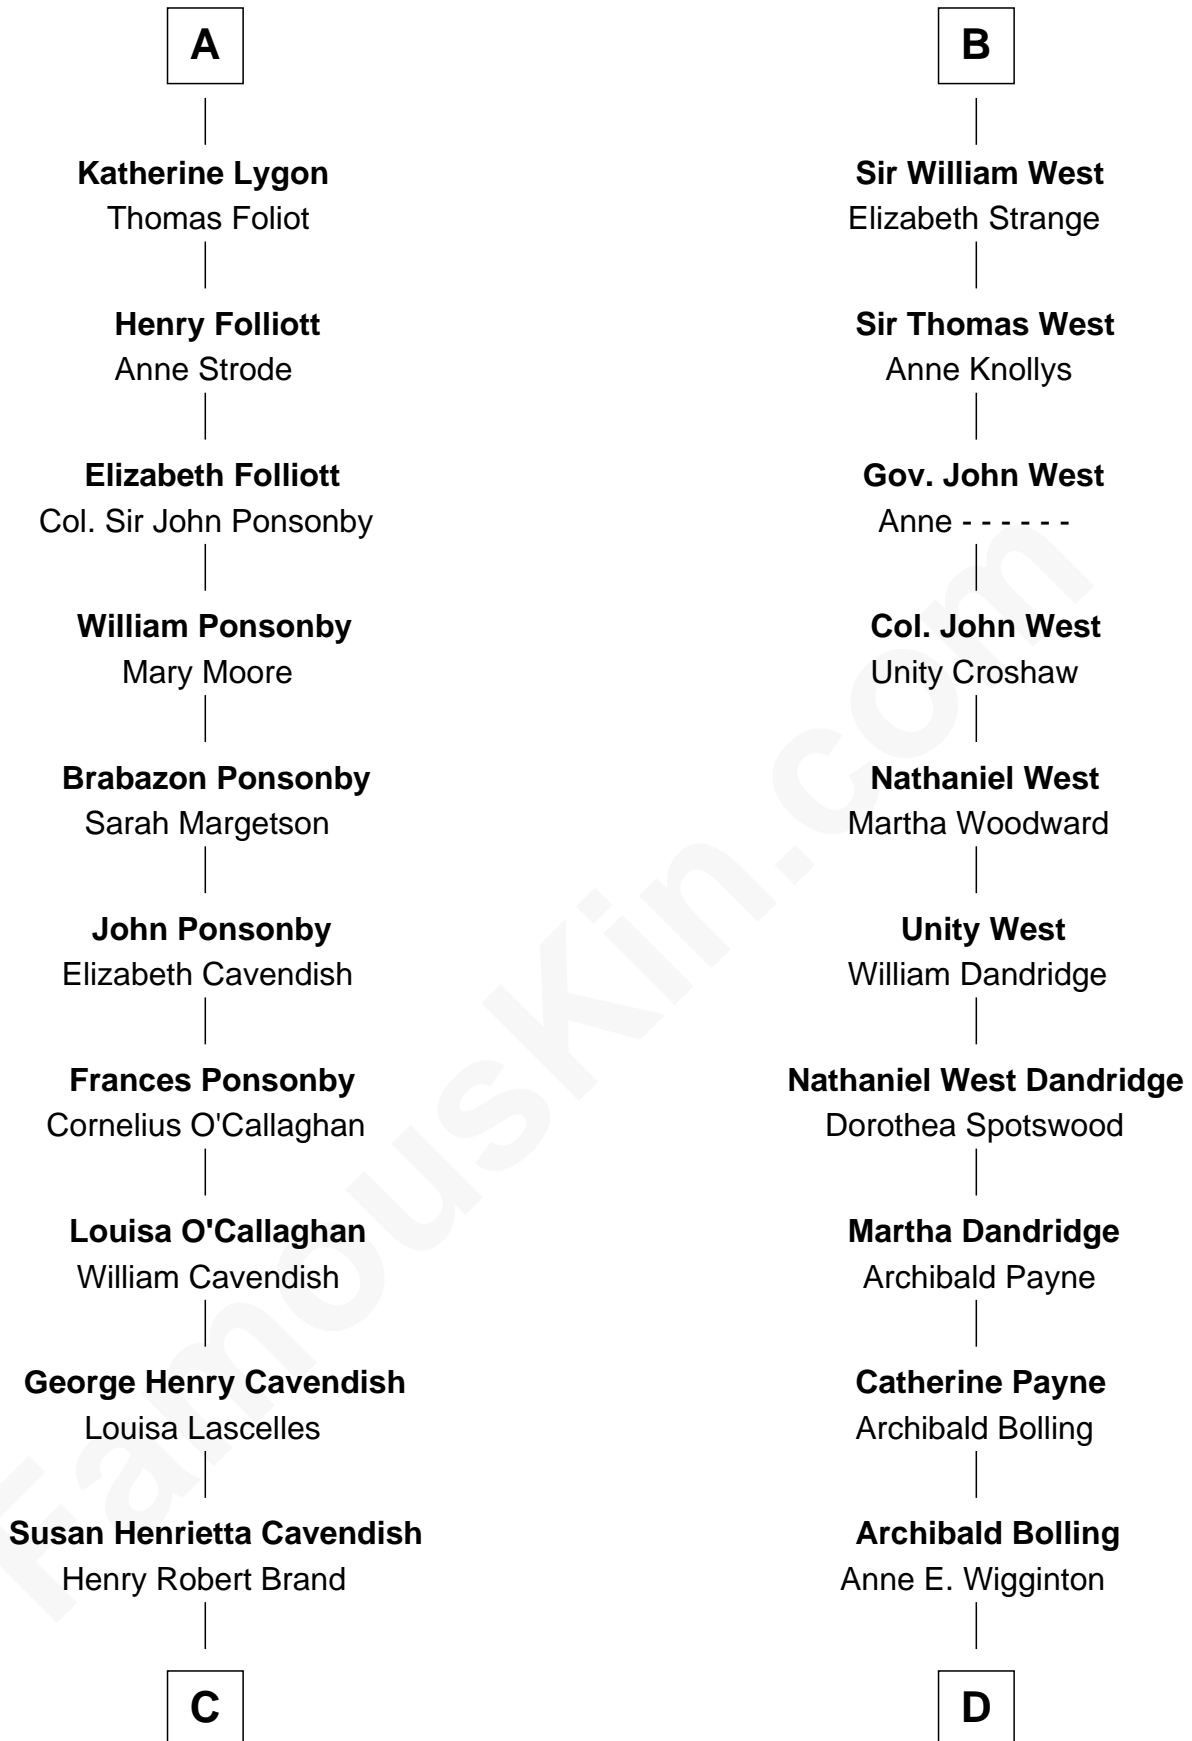 A
Katherine Lygon
Thomas Foliot
Henry Folliott
Anne Strode
Elizabeth Folliott
Col. Sir John Ponsonby
William Ponsonby
Mary Moore
Brabazon Ponsonby
Sarah Margetson
John Ponsonby
Elizabeth Cavendish
Frances Ponsonby
Cornelius O'Callaghan
Louisa O'Callaghan
William Cavendish
George Henry Cavendish
Louisa Lascelles
Susan Henrietta Cavendish
Henry Robert Brand
C
B
Sir William West
Elizabeth Strange
Sir Thomas West
Anne Knollys
Gov. John West
Anne - - - - - -
Col. John West
Unity Croshaw
Nathaniel West
Martha Woodward
Unity West
William Dandridge
Nathaniel West Dandridge
Dorothea Spotswood
Martha Dandridge
Archibald Payne
Catherine Payne
Archibald Bolling
Archibald Bolling
Anne E. Wigginton
D
FamousKin.com